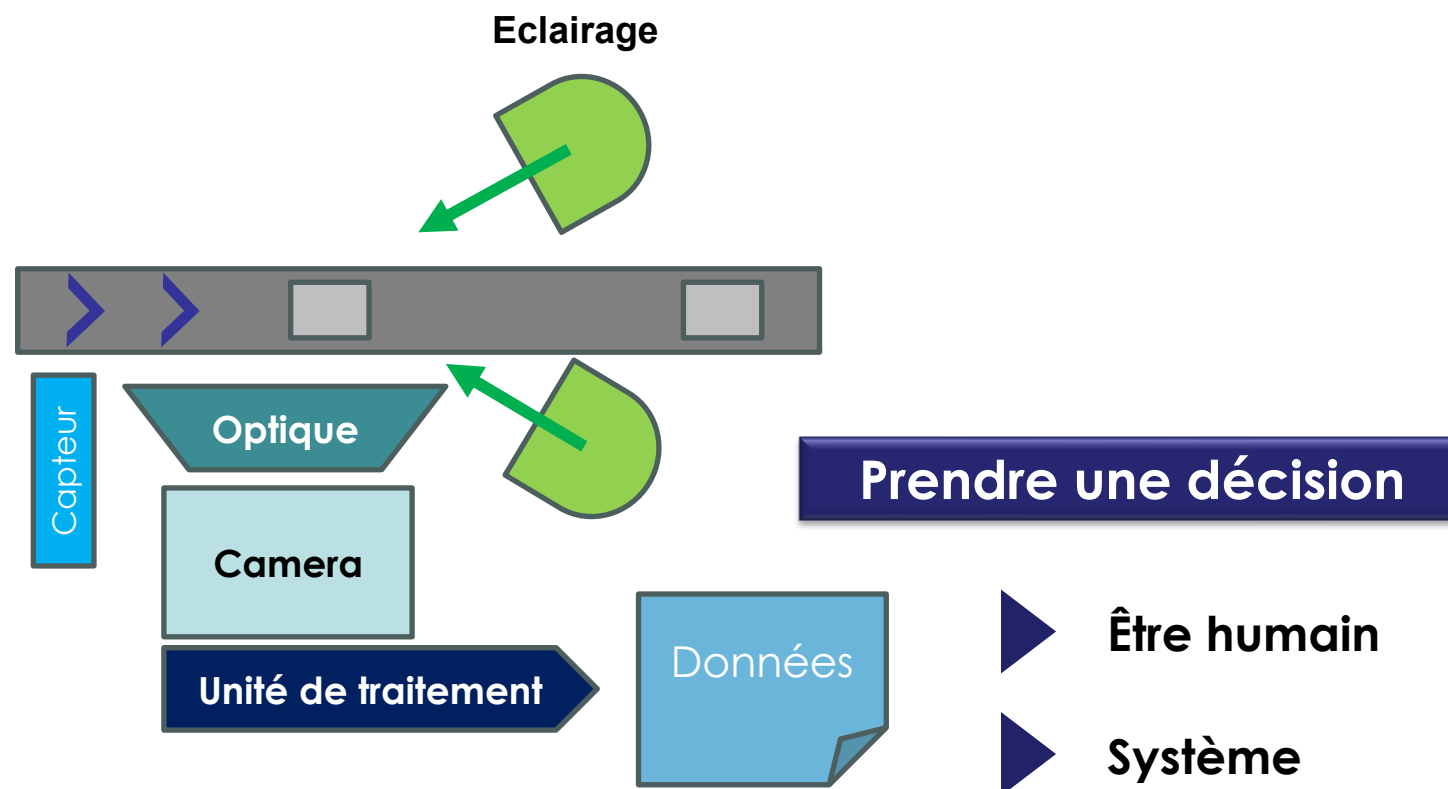 Eclairage
Capteur
Optique
Camera
Unité de traitement
Données
Prendre une décision
Être humain
Système